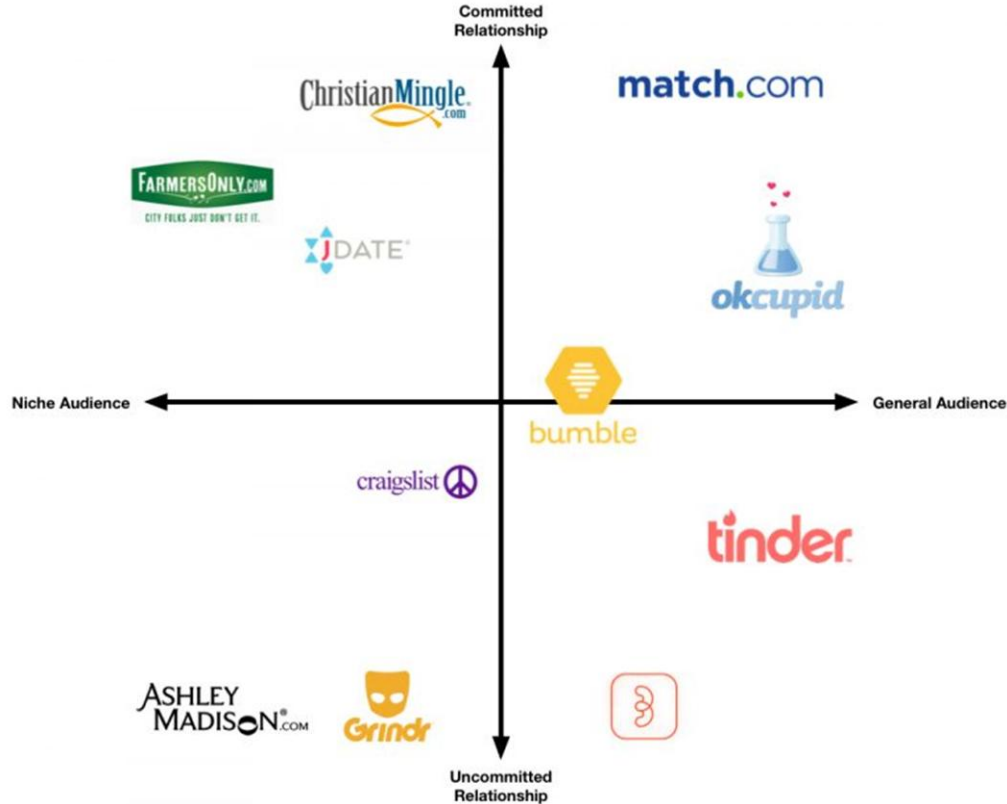 Committed
Relationship
ChristianMingle®
.com
match.com
FARMERSONLY.COM
CITY FOLKS JUST DON'T GET IT.
JDATE®
okcupid
Niche Audience
General Audience
bumble
craigslist
tinder™
ASHLEY
MADISON®.COM
Grindr
Uncommitted
Relationship